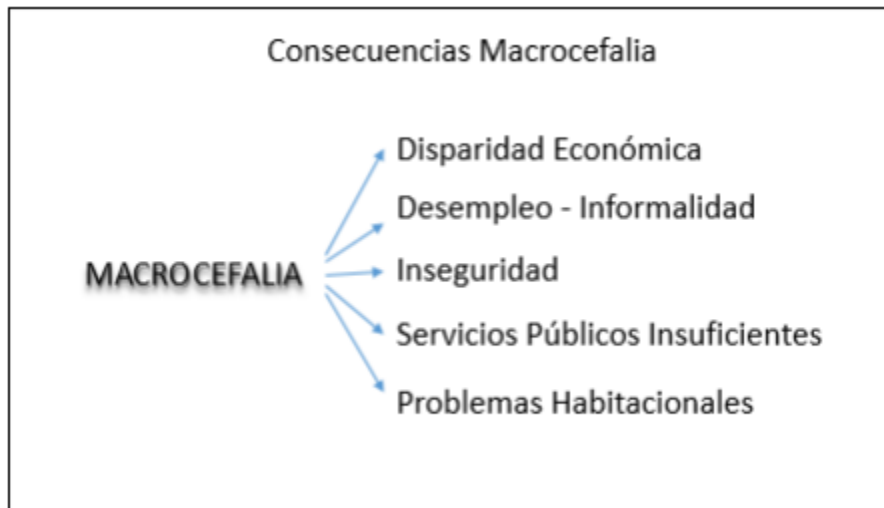 Consecuencias Macrocefalia
Disparidad Económica
Desempleo - Informalidad
MACROCEFALIA
Inseguridad
Servicios Públicos Insuficientes
Problemas Habitacionales